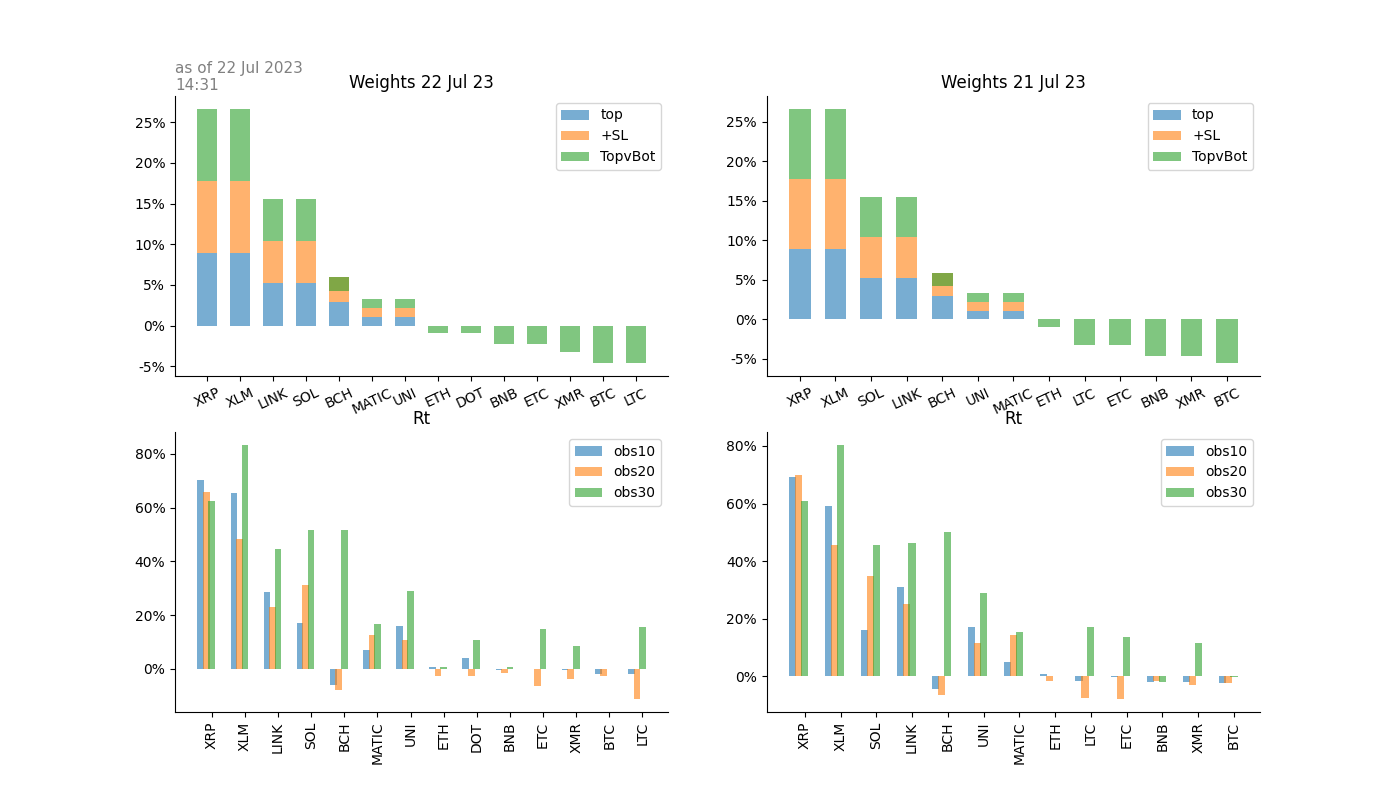 as of 22 Jul 2023
14:31
Weights 22 Jul 23
25%
20%
15%
10%
5%
0%
-5%
top
+SL
TopvBot
XRP XLM LINK SOL BCH MATIC UNI ETH DOT BNB ETC XMR BTC LTC
Weights 21 Jul 23
25%
20%
15%
10%
5%
0%
-5%
top
+SL
TopvBot
XRP XLM SOL LINK BCH UNI MATIC ETH LTC ETC BNB XMR BTC
Rt
80%
60%
40%
20%
0%
obs10
obs20
obs30
XRP XLM LINK SOL BCH MATIC UNI ETH DOT BNB ETC XMR BTC LTC
Rt
80%
60%
40%
20%
0%
obs10
obs20
obs30
XRP XLM SOL LINK BCH UNI MATIC ETH LTC ETC BNB XMR BTC